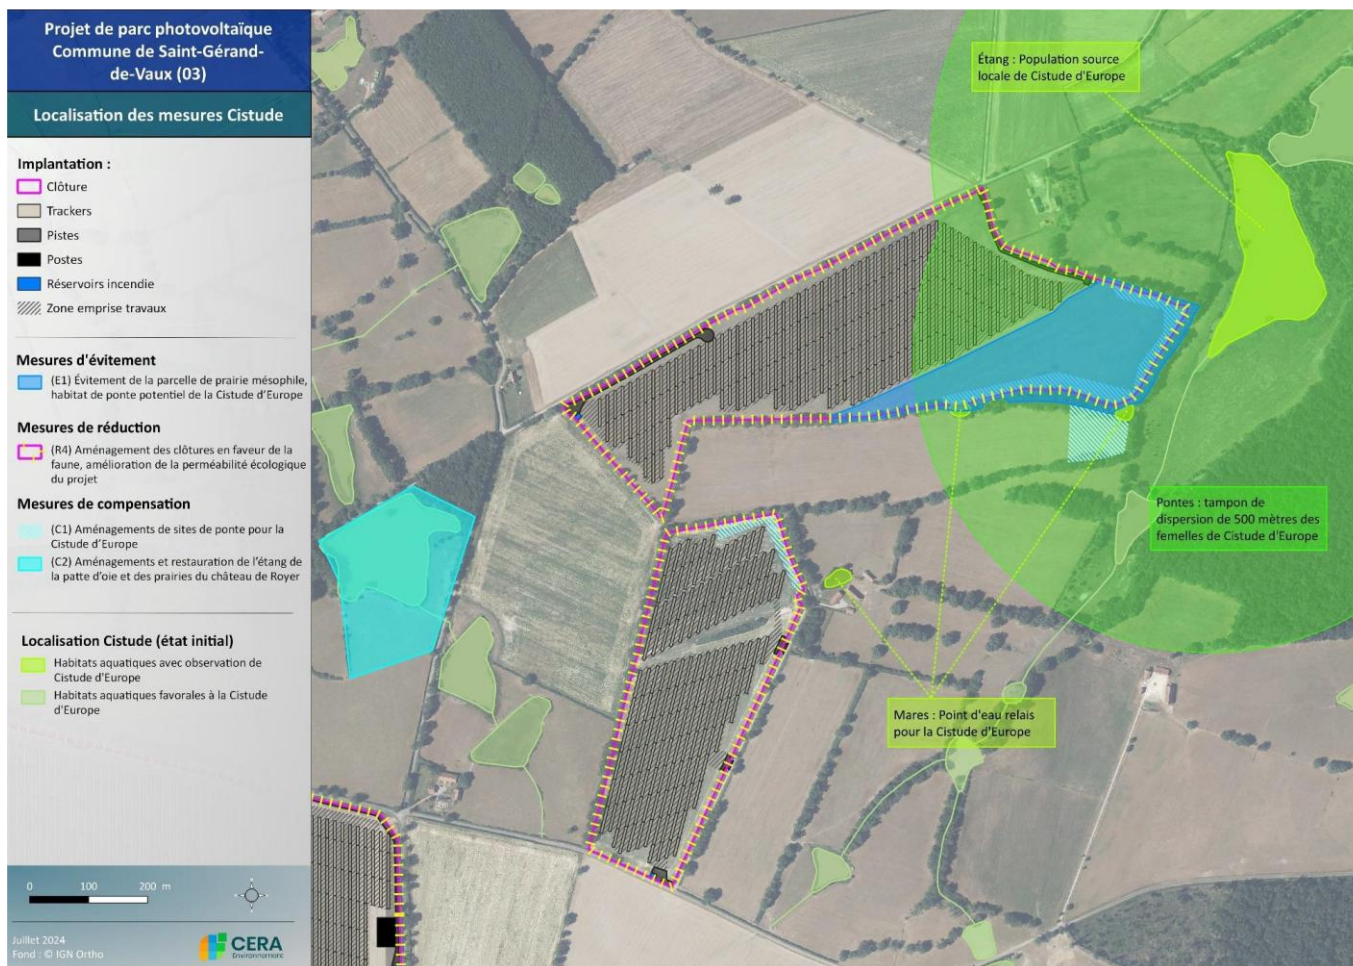 Projet de parc photovoltaïque
Commune de Saint-Gérand-
de-Vaux (03)
Localisation des mesures Cistude
Implantation :
Clôture
Trackers
Pistes
Postes
Réservoirs incendie
Zone emprise travaux
Mesures d'évitement
(E1) Évitement de la parcelle de prairie mésophile,
habitat de ponte potentiel de la Cistude d'Europe
Mesures de réduction
(R4) Aménagement des clôtures en faveur de la
faune, amélioration de la perméabilité écologique
du projet
Mesures de compensation
(C1) Aménagements de sites de ponte pour la
Cistude d'Europe
(C2) Aménagements et restauration de l'étang de
la patte d'oie et des prairies du château de Royer
Localisation Cistude (état initial)
Habitats aquatiques avec observation de
Cistude d'Europe
Habitats aquatiques favorales à la Cistude
d'Europe
0 100 200 m
Juillet 2024
Fond : © IGN Ortho
CERA
Environnement
Étang : Population source
locale de Cistude d'Europe
Pontes : tampon de
dispersion de 500 mètres des
femelles de Cistude d'Europe
Mares : Point d'eau relais
pour la Cistude d'Europe